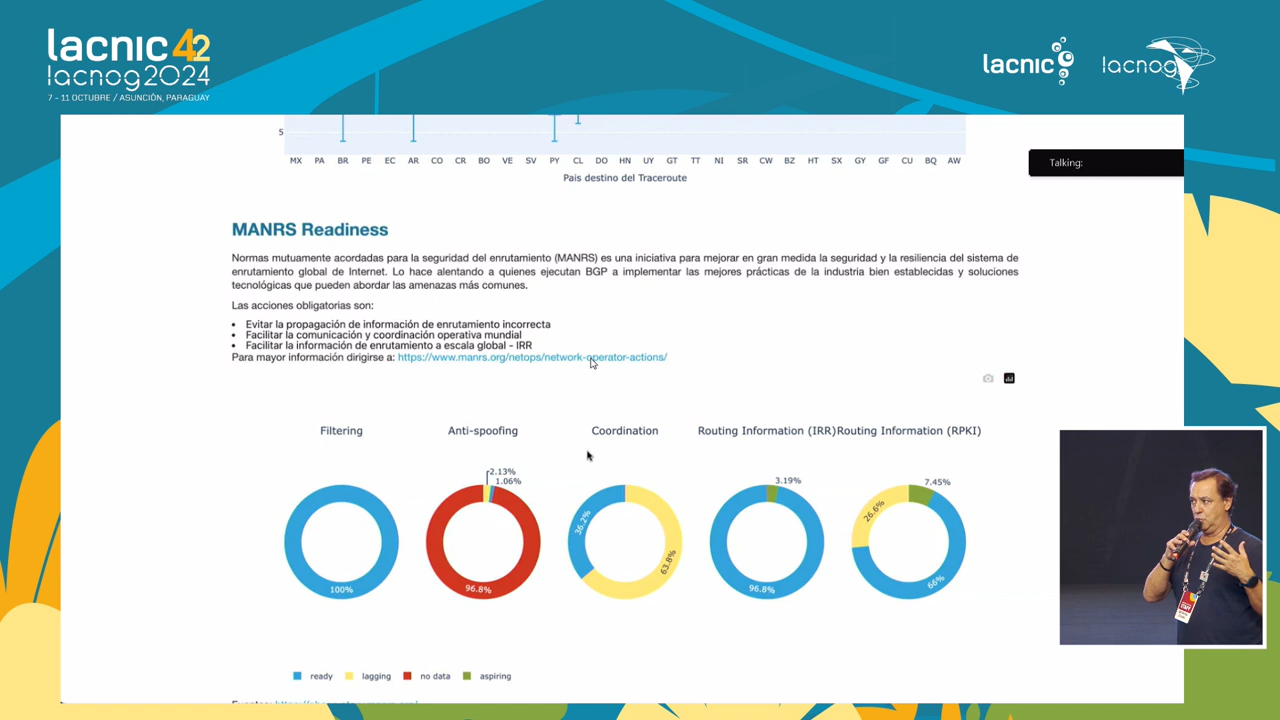 lacnic 42
lacnog2024
7 - 11 OCTUBRE / ASUNCIÓN, PARAGUAY
lacnic
lacnog
Talking:
5
MX PA BR PE EC AR CO CR BO VE SV PY CL DO HN UY GT TT NI SR CW BZ HT SX GY GF CU BQ AW
Pais destino del Traceroute
MANRS Readiness
Normas mutuamente acordadas para la seguridad del enrutamiento (MANRS) es una iniciativa para mejorar en gran medida la seguridad y la resiliencia del sistema de
enrutamiento global de Internet. Lo hace alentando a quienes ejecutan BGP a implementar las mejores prácticas de la industria bien establecidas y soluciones
tecnológicas que pueden abordar las amenazas más comunes.
Las acciones obligatorias son:
• Evitar la propagación de información de enrutamiento incorrecta
• Facilitar la comunicación y coordinación operativa mundial
• Facilitar la información de enrutamiento a escala global - IRR
Para mayor información dirigirse a: https://www.manrs.org/netops/network-operator-actions/
Filtering Anti-spoofing Coordination Routing Information (IRR) Routing Information (RPKI)
2.13%
1.06%
3.19%
7.45%
36.2%
26.6%
63.8%
100%
96.8%
96.8%
66%
ready lagging no data aspiring